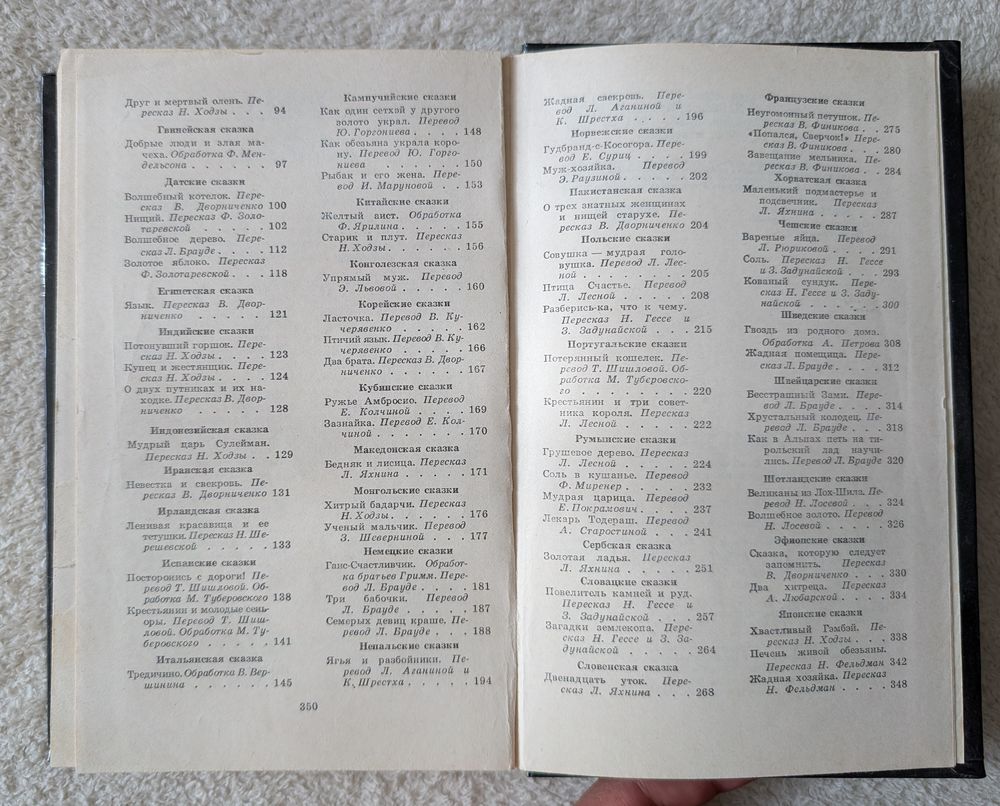 Друг и мертвый олень. Пе-
ресказ Н. Ходзы . . . 94
Гвинейская сказка
Добрые люди и злая ма-
чеха. Обработка Ф. Мен-
дельсона . . . . . 97
Датские сказки
Волшебный котелок. Пере-
сказ В. Дворниченко 100
Нищий. Пересказ Ф. Золо-
таревской . . . . . 102
Волшебное дерево. Пере-
сказ Л. Брауде . . . . 112
Золотое яблоко. Пересказ
Ф. Золотаревской . . . 118
Египетская сказка
Язык. Пересказ В. Двор-
ниченко . . . . . . 121
Индийские сказки
Потонувший горшок. Пере-
сказ Н. Ходзы . . . . 123
Купец и жестянщик. Пере-
сказ Н. Ходзы . . . . 124
О двух путниках и их на-
ходке. Пересказ В. Двор-
ниченко . . . . . . 128
Индонезийская сказка
Мудрый царь Сулейман.
Пересказ Н. Ходзы . . 129
Иранская сказка
Невестка и свекровь. Пе-
ресказ В. Дворниченко 131
Ирландская сказка
Ленивая красавица и ее
тетушки. Пересказ Н. Ше-
решевской . . . . . 133
Испанские сказки
Посторонись с дороги! Пе-
ревод Т. Шишловой. Об-
работка М. Туберовского 138
Крестьянин и молодые сень-
оры. Перевод Т. Шиш-
ловой. Обработка М. Ту-
беровского . . . . . 141
Итальянская сказка
Тредичино. Обработка В. Вер-
шинина . . . . . . 145
Кампучийские сказки
Как один сетхэй у другого
золото украл. Перевод
Ю. Горгониева . . . . 148
Как обезьяна украла коро-
ну. Перевод Ю. Горго-
ниева . . . . . . . 150
Рыбак и его жена. Пере-
вод И. Маруновой . . 153
Китайские сказки
Желтый аист. Обработка
Ф. Ярилина . . . . . 155
Старик и плут. Пересказ
Н. Ходзы . . . . . . 156
Конголезская сказка
Упрямый муж. Перевод
Э. Львовой . . . . . 160
Корейские сказки
Ласточка. Перевод В. Ку-
черявенко . . . . . 162
Птичий язык. Перевод В. Ку-
черявенко . . . . . 166
Два брата. Пересказ В. Двор-
ниченко . . . . . . 167
Кубинские сказки
Ружье Амбросио. Перевод
Е. Колчиной . . . . 169
Зазнайка. Перевод Е. Кол-
чиной . . . . . . . 170
Македонская сказка
Бедняк и лисица. Пересказ
Л. Яхнина . . . . . 171
Монгольские сказки
Хитрый бадарчи. Пересказ
Н. Ходзы . . . . . . 176
Ученый мальчик. Перевод
З. Шеверниной . . . 177
Немецкие сказки
Ганс-Счастливчик. Обработ-
ка братьев Гримм. Пере-
вод Л. Брауде . . . . 181
Три бабочки. Перевод
Л. Брауде . . . . . 187
Семерых девиц краше. Пе-
ревод Л. Брауде . . . 188
Непальские сказки
Ягья и разбойники. Пе-
ревод Л. Аганиной и
К. Шрестха . . . . . 194
350
Жадная свекровь. Пере-
вод Л. Аганиной и
К. Шрестха . . . . . 196
Норвежские сказки
Гудбранд-с-Косогора. Пере-
вод Е. Суриц . . . . 199
Муж-хозяйка. Перевод
Э. Раузиной . . . . . 202
Пакистанская сказка
О трех знатных женщинах
и нищей старухе. Пе-
ресказ В. Дворниченко 204
Польские сказки
Совушка — мудрая голо-
вушка. Перевод Л. Лес-
ной . . . . . . . . 205
Птица Счастье. Перевод
Л. Лесной . . . . . 208
Разберись-ка, что к чему.
Пересказ Н. Гессе и
З. Задунайской . . . 215
Португальские сказки
Потерянный кошелек. Пе-
ревод Т. Шишловой. Об-
работка М. Туберовско-
го . . . . . . . . 220
Крестьянин и три совет-
ника короля. Пересказ
Л. Лесной . . . . . 222
Румынские сказки
Грушевое дерево. Пересказ
Л. Лесной . . . . . 224
Соль в кушанье. Перевод
Ф. Миренер . . . . . 232
Мудрая царица. Перевод
Е. Покрамович . . . . 237
Лекарь Тодераш. Перевод
А. Старостиной . . . 241
Сербская сказка
Золотая ладья. Пересказ
Л. Яхнина . . . . . 251
Словацкие сказки
Повелитель камней и руд.
Пересказ Н. Гессе и
З. Задунайской . . . . 257
Загадки землекопа. Пере-
сказ Н. Гессе и З. За-
дунайской . . . . . 264
Словенская сказка
Двенадцать уток. Пере-
сказ Л. Яхнина . . . 268
Французские сказки
Неугомонный петушок. Пе-
ресказ В. Финикова . . 275
«Попался, Сверчок!» Пере-
сказ В. Финикова . . . 280
Завещание мельника. Пе-
ресказ В. Финикова . . 284
Хорватская сказка
Маленький подмастерье и
подсвечник. Пересказ
Л. Яхнина . . . . . 287
Чешские сказки
Вареные яйца. Перевод
Л. Рюриковой . . . . 291
Соль. Пересказ Н. Гессе
и З. Задунайской . . . 293
Кованый сундук. Пере-
сказ Н. Гессе и З. Заду-
найской . . . . . . 300
Шведские сказки
Гвоздь из родного дома.
Обработка А. Петрова 308
Жадная помещица. Пере-
сказ Л. Брауде . . . . 312
Швейцарские сказки
Бесстрашный Зами. Пере-
вод Л. Брауде . . . . 314
Хрустальный колодец. Пе-
ревод Л. Брауде . . . 318
Как в Альпах петь на ти-
рольский лад научи-
лись. Перевод Л. Брауде 320
Шотландские сказки
Великаны из Лох-Шила. Пе-
ревод Н. Лосевой . . . 324
Волшебное золото. Перевод
Н. Лосевой . . . . . 326
Эфиопские сказки
Сказка, которую следует
запомнить. Пересказ
В. Дворниченко . . . 330
Два хитреца. Пересказ
А. Любарской . . . . 334
Японские сказки
Хвастливый Гэмбэй. Пе-
ресказ Н. Ходзы . . . 338
Печень живой обезьяны.
Пересказ Н. Фельдман 342
Жадная хозяйка. Пересказ
Н. Фельдман . . . . 348